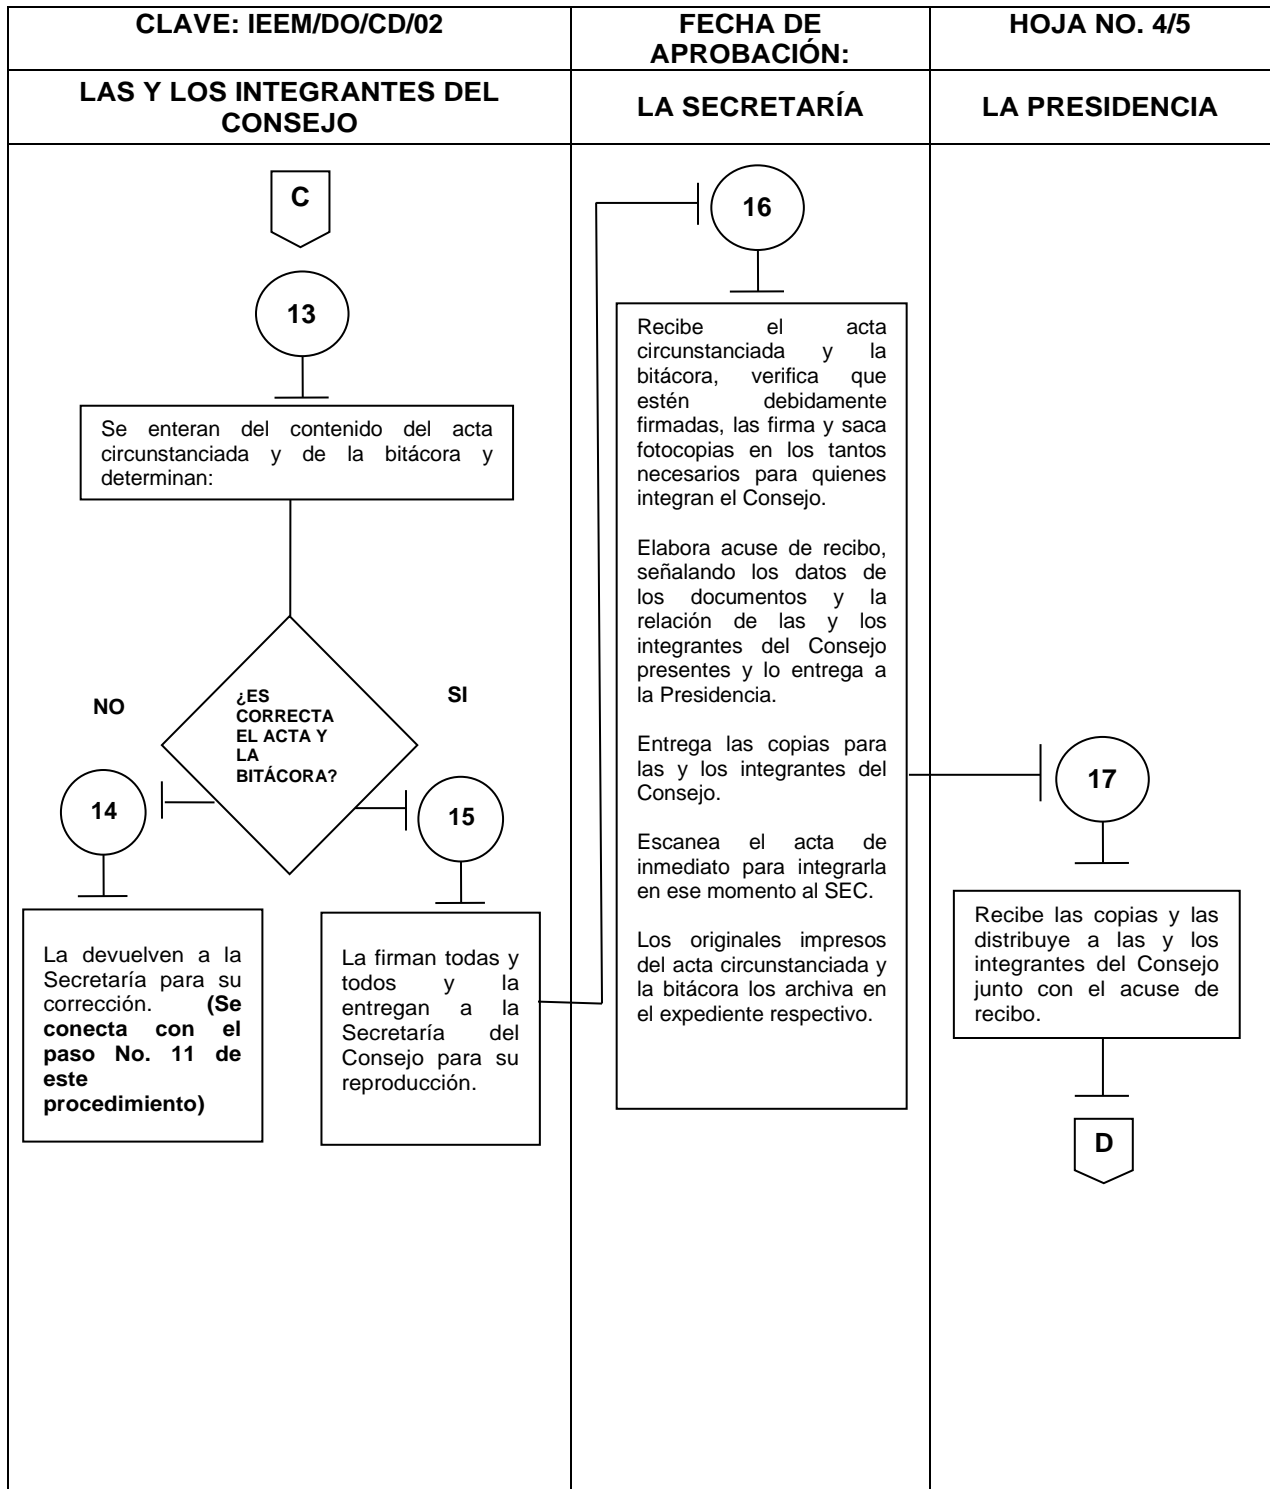 CLAVE: IEEM/DO/CD/02
FECHA DE
APROBACIÓN:
HOJA NO. 4/5
LAS Y LOS INTEGRANTES DEL
CONSEJO
LA SECRETARÍA
LA PRESIDENCIA
C
13
Se enteran del contenido del acta
circunstanciada y de la bitácora y
determinan:
NO
¿ES
CORRECTA
EL ACTA Y
LA
BITÁCORA?
SI
14
15
La devuelven a la
Secretaría para su
corrección. (Se
conecta con el
paso No. 11 de
este
procedimiento)
La firman todas y
todos y la
entregan a la
Secretaría del
Consejo para su
reproducción.
16
Recibe el acta
circunstanciada y la
bitácora, verifica que
estén debidamente
firmadas, las firma y saca
fotocopias en los tantos
necesarios para quienes
integran el Consejo.
Elabora acuse de recibo,
señalando los datos de
los documentos y la
relación de las y los
integrantes del Consejo
presentes y lo entrega a
la Presidencia.
Entrega las copias para
las y los integrantes del
Consejo.
Escanea el acta de
inmediato para integrarla
en ese momento al SEC.
Los originales impresos
del acta circunstanciada y
la bitácora los archiva en
el expediente respectivo.
17
Recibe las copias y las
distribuye a las y los
integrantes del Consejo
junto con el acuse de
recibo.
D